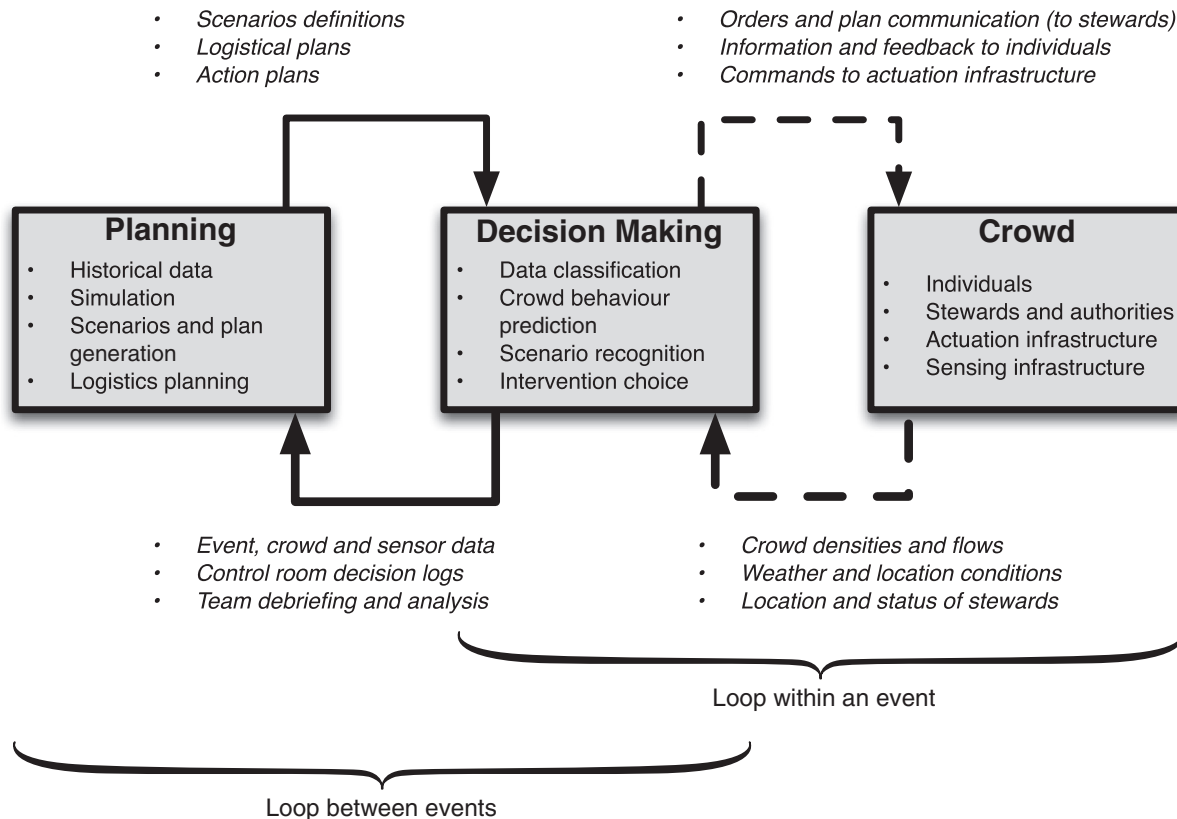 • Scenarios definitions
• Logistical plans
• Action plans
• Orders and plan communication (to stewards)
• Information and feedback to individuals
• Commands to actuation infrastructure
Planning
• Historical data
• Simulation
• Scenarios and plan
generation
• Logistics planning
Decision Making
• Data classification
• Crowd behaviour
prediction
• Scenario recognition
• Intervention choice
Crowd
• Individuals
• Stewards and authorities
• Actuation infrastructure
• Sensing infrastructure
• Event, crowd and sensor data
• Control room decision logs
• Team debriefing and analysis
• Crowd densities and flows
• Weather and location conditions
• Location and status of stewards
Loop within an event
Loop between events